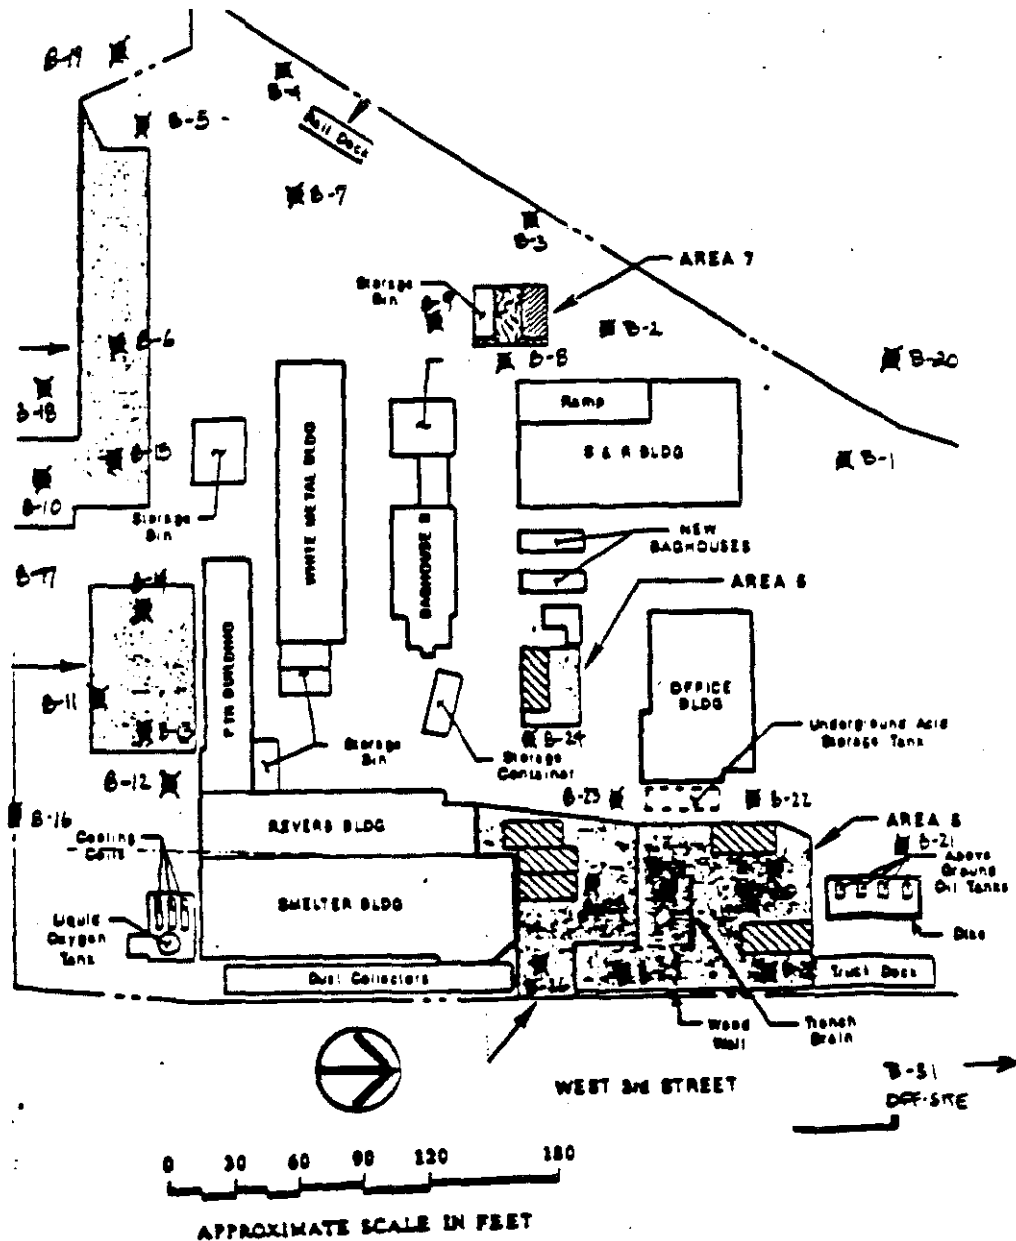 B-19
B-4
B-5
Rail Dock
B-7
B-3
AREA 7
Storage
Bin
B-2
B-6
B-8
B-20
B-18
Ramp
WHITE METAL BLDG
S & R BLDG
B-15
B-1
B-10
Storage
Bin
BAGHOUSE B
NEW
BAGHOUSES
B-17
B-14
AREA 6
PTR BUILDING
OFFICE
BLDG
B-11
B-13
Underground Acid
Storage Tank
B-24
Storage
Bin
Storage
Container
B-12
B-23
B-22
B-16
REVERB BLDG
AREA 5
B-21
Cooling
Coils
Above
Ground
Oil Tanks
SMELTER BLDG
Liquid
Oxygen
Tank
Dike
Dust Collectors
Truck Dock
Wood
Wall
Trench
Drain
WEST 3rd STREET
B-31
OFF-SITE
0 30 60 90 120 180
APPROXIMATE SCALE IN FEET